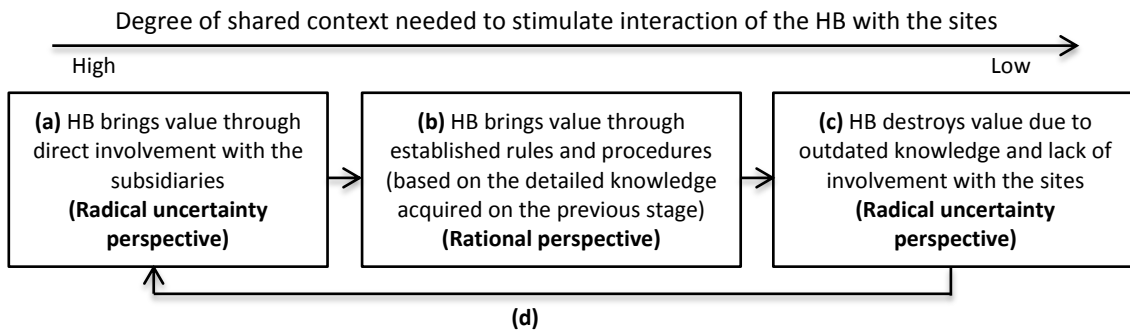 Degree of shared context needed to stimulate interaction of the HB with the sites
High
Low
(a) HB brings value through
direct involvement with the
subsidiaries
(Radical uncertainty
perspective)
(b) HB brings value through
established rules and procedures
(based on the detailed knowledge
acquired on the previous stage)
(Rational perspective)
(c) HB destroys value due to
outdated knowledge and lack of
involvement with the sites
(Radical uncertainty
perspective)
(d)